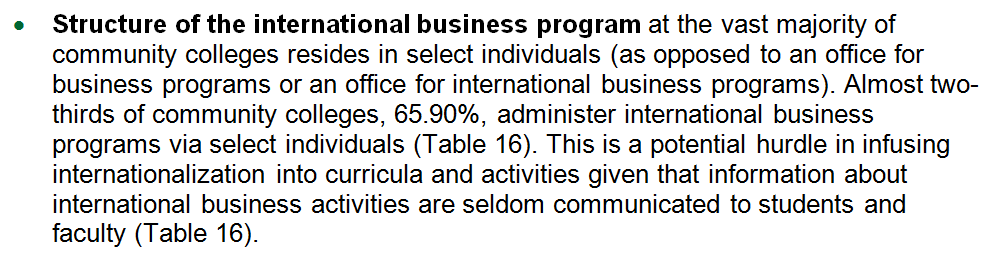 • Structure of the international business program at the vast majority of
community colleges resides in select individuals (as opposed to an office for
business programs or an office for international business programs). Almost two-
thirds of community colleges, 65.90%, administer international business
programs via select individuals (Table 16). This is a potential hurdle in infusing
internationalization into curricula and activities given that information about
international business activities are seldom communicated to students and
faculty (Table 16).